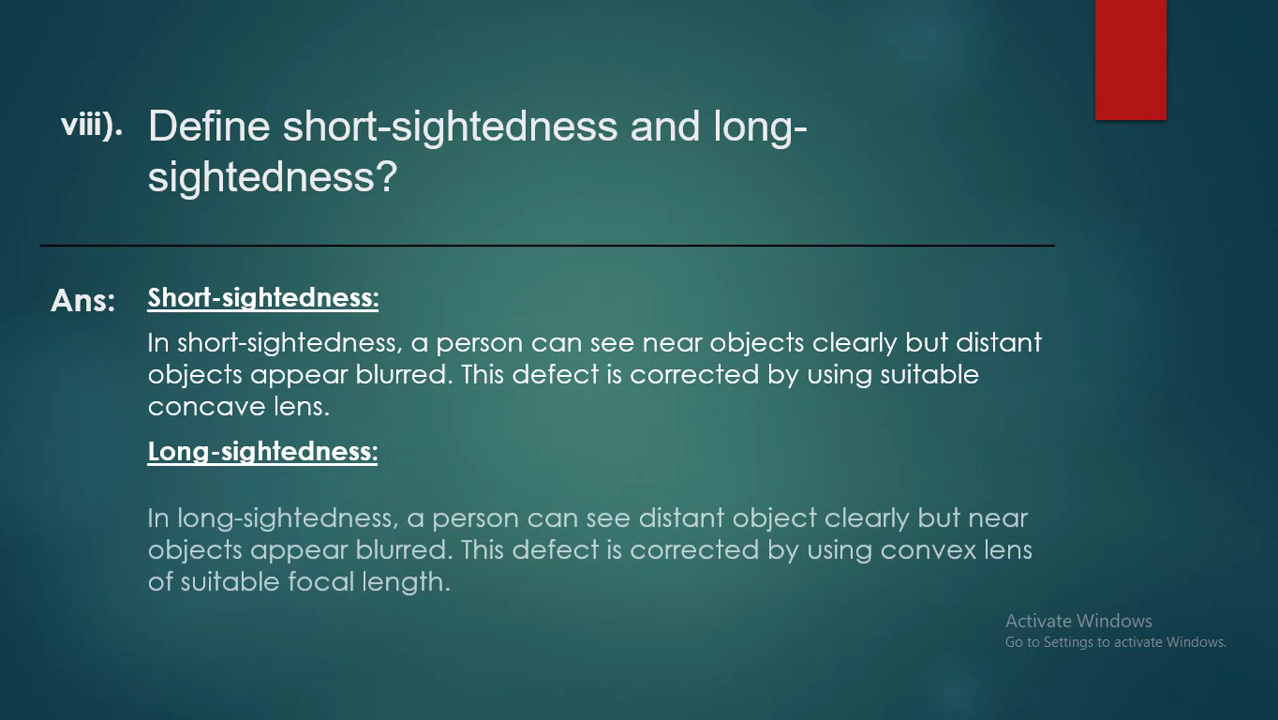 viii). Define short-sightedness and long-
sightedness?
Ans: Short-sightedness:
In short-sightedness, a person can see near objects clearly but distant
objects appear blurred. This defect is corrected by using suitable
concave lens.
Long-sightedness:
In long-sightedness, a person can see distant object clearly but near
objects appear blurred. This defect is corrected by using convex lens
of suitable focal length.
Activate Windows
Go to Settings to activate Windows.